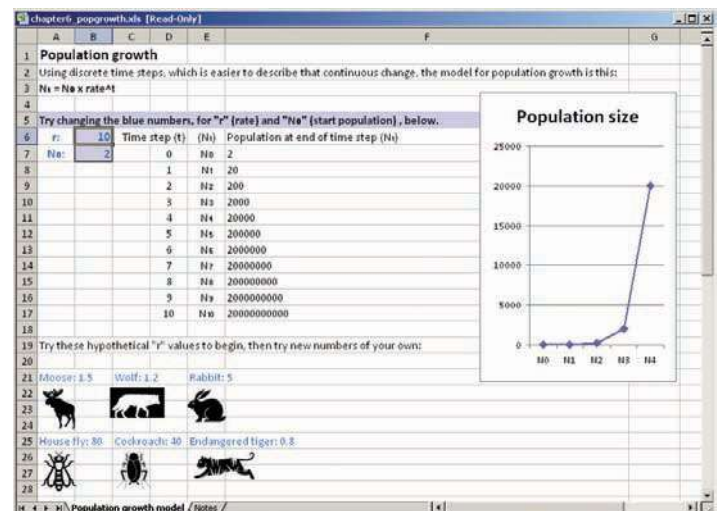 chapter6_popgrowth.xls [Read-Only]
A B C D E F G
1 Population growth
2 Using discrete time steps, which is easier to describe that continuous change, the model for population growth is this:
3 Nt = N0 x rate^t
4
5 Try changing the blue numbers, for "r" (rate) and "N0" (start population), below.
6 r: 10 Time step (t) (Nt) Population at end of time step (Nt)
7 N0: 2 0 N0 2
8 1 N1 20
9 2 N2 200
10 3 N3 2000
11 4 N4 20000
12 5 N5 200000
13 6 N6 2000000
14 7 N7 20000000
15 8 N8 200000000
16 9 N9 2000000000
17 10 N10 20000000000
18
19 Try these hypothetical "r" values to begin, then try new numbers of your own:
20
21 Moose: 1.5 Wolf: 1.2 Rabbit: 5
22
23
24
25 House fly: 80 Cockroach: 40 Endangered tiger: 0.8
26
27
28
Population growth model Notes
Population size
25000
20000
15000
10000
5000
0
N0 N1 N2 N3 N4